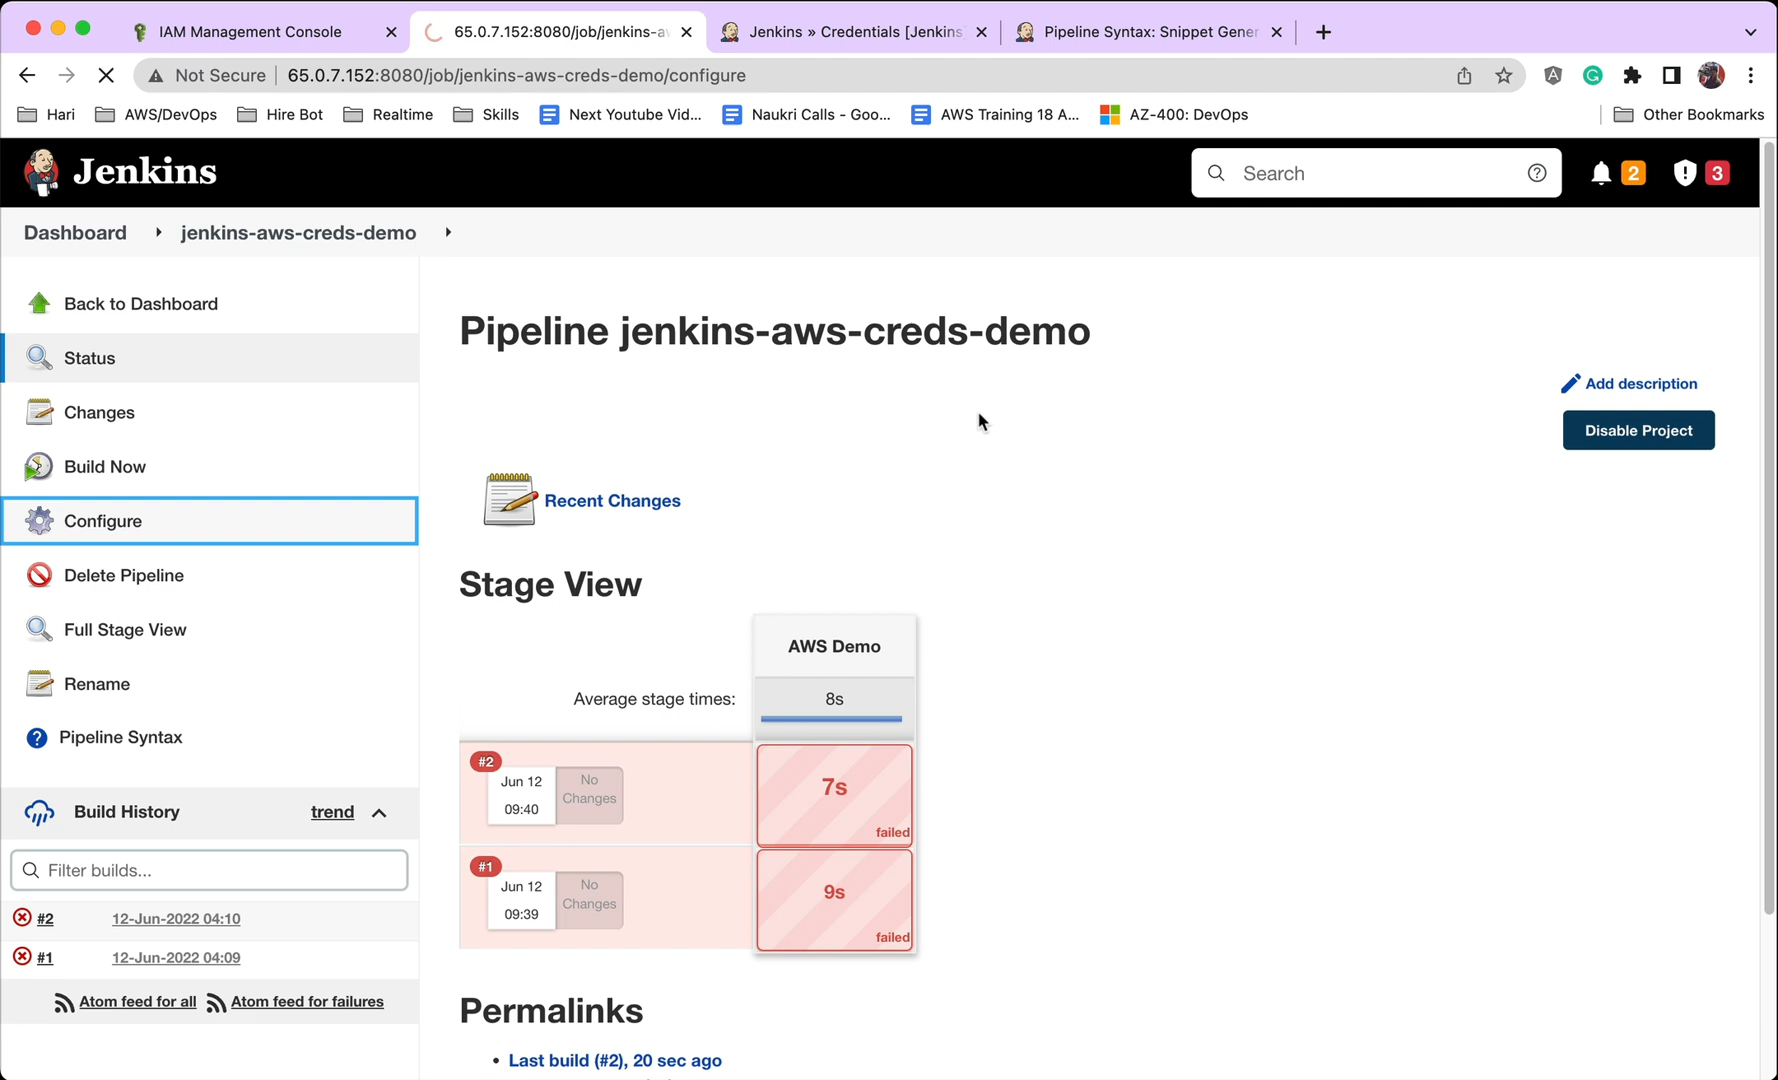 IAM Management Console
65.0.7.152:8080/job/jenkins-aw
Jenkins » Credentials [Jenkins
Pipeline Syntax: Snippet Gener
Not Secure
65.0.7.152:8080/job/jenkins-aws-creds-demo/configure
Hari
AWS/DevOps
Hire Bot
Realtime
Skills
Next Youtube Vid...
Naukri Calls - Goo...
AWS Training 18 A...
AZ-400: DevOps
Other Bookmarks
Jenkins
Search
2
3
Dashboard
jenkins-aws-creds-demo
Back to Dashboard
Status
Changes
Build Now
Configure
Delete Pipeline
Full Stage View
Rename
Pipeline Syntax
Build History
trend
Filter builds...
#2 12-Jun-2022 04:10
#1 12-Jun-2022 04:09
Atom feed for all
Atom feed for failures
Pipeline jenkins-aws-creds-demo
Add description
Disable Project
Recent Changes
Stage View
AWS Demo
Average stage times:
8s
#2
Jun 12
09:40
No
Changes
7s
failed
#1
Jun 12
09:39
No
Changes
9s
failed
Permalinks
• Last build (#2), 20 sec ago